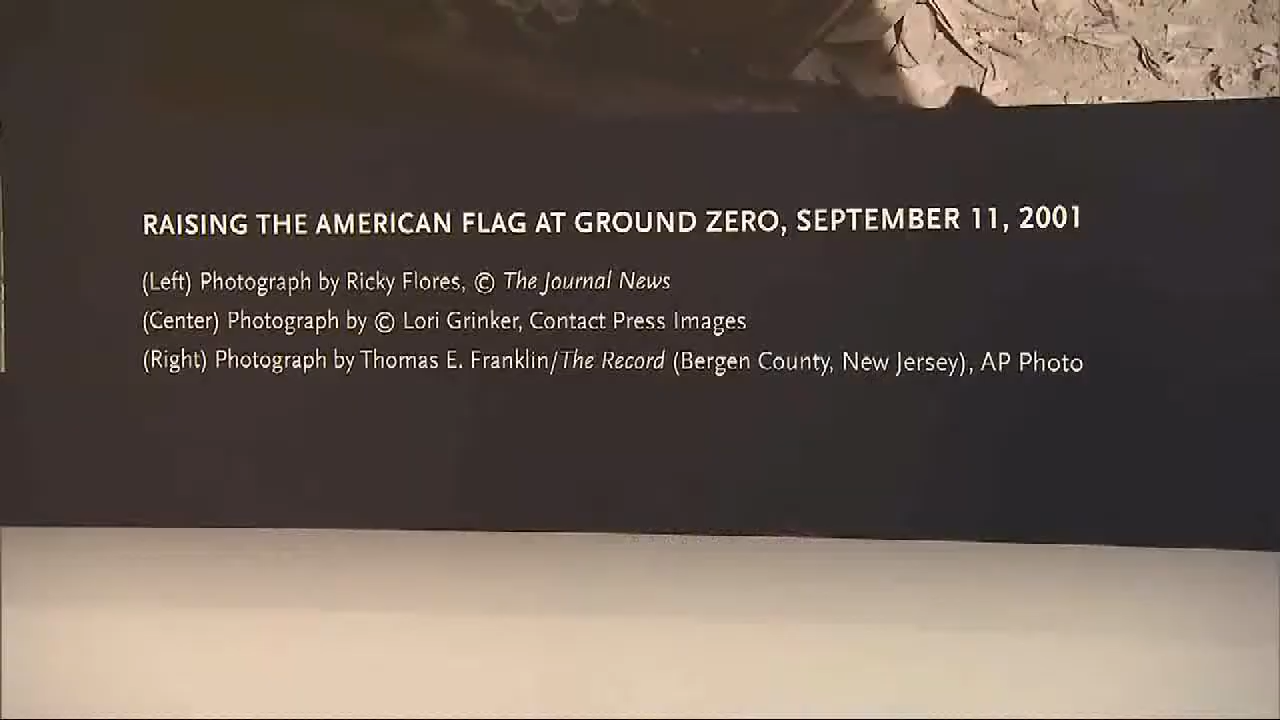 RAISING THE AMERICAN FLAG AT GROUND ZERO, SEPTEMBER 11, 2001
(Left) Photograph by Ricky Flores, © The Journal News
(Center) Photograph by © Lori Grinker, Contact Press Images
(Right) Photograph by Thomas E. Franklin/The Record (Bergen County, New Jersey), AP Photo